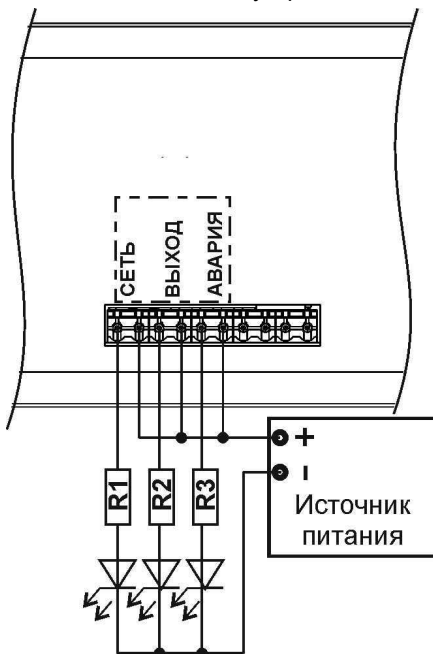 СЕТЬ
ВЫХОД
АВАРИЯ
R1
R2
R3
+
−
Источник
питания